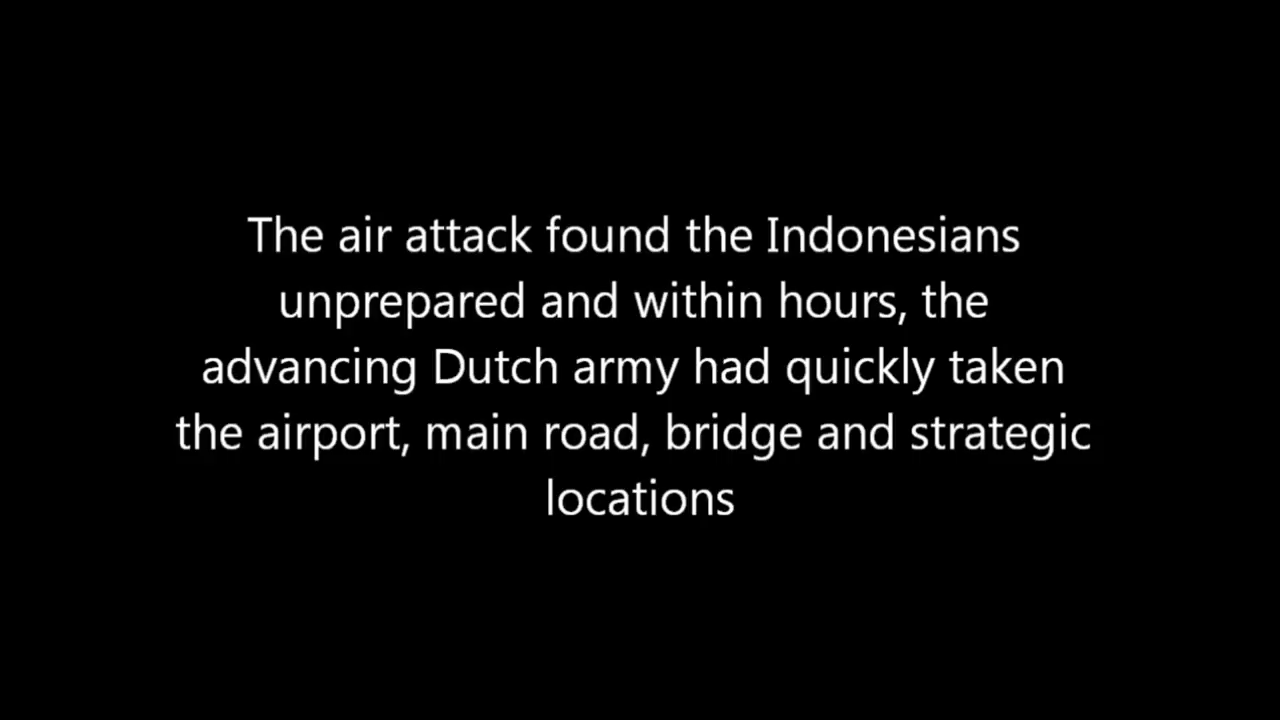 The air attack found the Indonesians
unprepared and within hours, the
advancing Dutch army had quickly taken
the airport, main road, bridge and strategic
locations